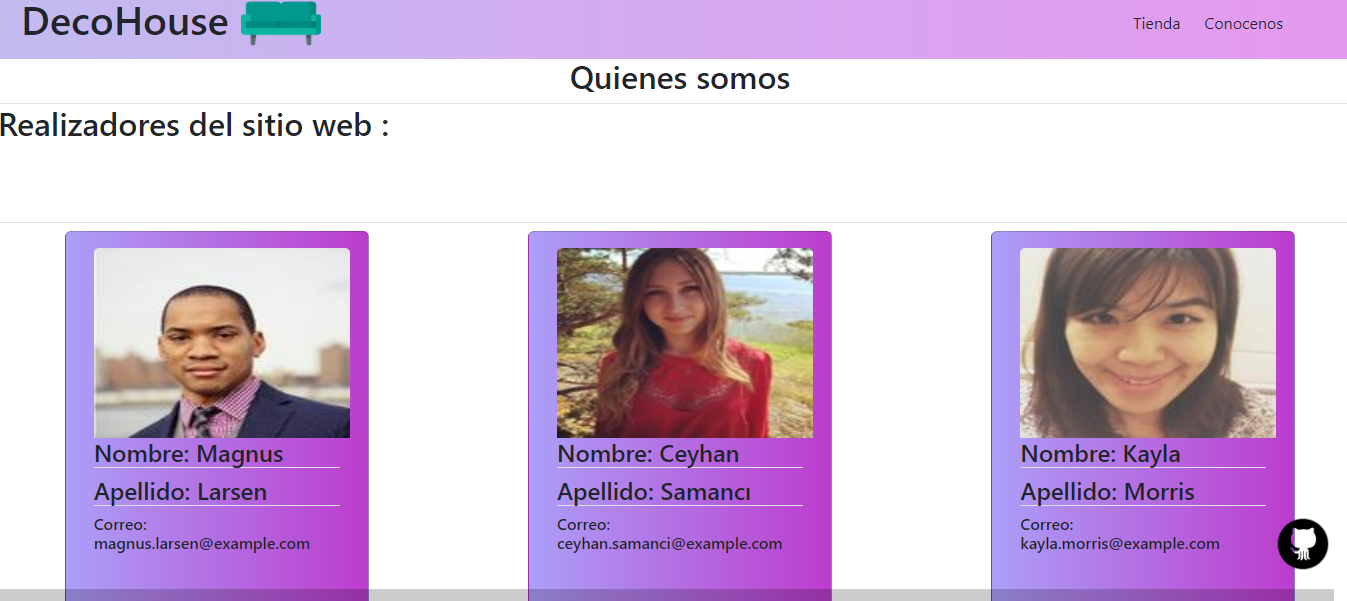 DecoHouse
Tienda Conocenos
Quienes somos
Realizadores del sitio web :
Nombre: Magnus
Apellido: Larsen
Correo:
magnus.larsen@example.com
Nombre: Ceyhan
Apellido: Samancı
Correo:
ceyhan.samanci@example.com
Nombre: Kayla
Apellido: Morris
Correo:
kayla.morris@example.com